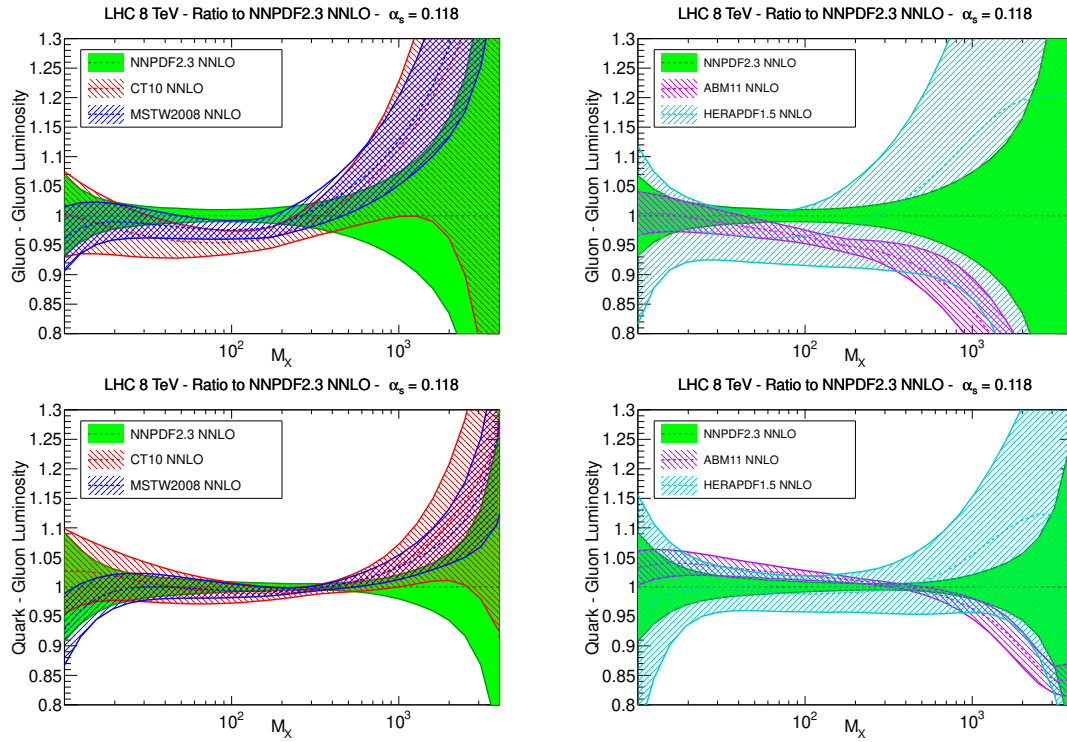 LHC 8 TeV - Ratio to NNPDF2.3 NNLO - αs = 0.118
Gluon - Gluon Luminosity
1.3
1.25
1.2
1.15
1.1
1.05
1
0.95
0.9
0.85
0.8
NNPDF2.3 NNLO
CT10 NNLO
MSTW2008 NNLO
10²
10³
M_X
LHC 8 TeV - Ratio to NNPDF2.3 NNLO - αs = 0.118
Gluon - Gluon Luminosity
1.3
1.25
1.2
1.15
1.1
1.05
1
0.95
0.9
0.85
0.8
NNPDF2.3 NNLO
ABM11 NNLO
HERAPDF1.5 NNLO
10²
10³
M_X
LHC 8 TeV - Ratio to NNPDF2.3 NNLO - αs = 0.118
Quark - Gluon Luminosity
1.3
1.25
1.2
1.15
1.1
1.05
1
0.95
0.9
0.85
0.8
NNPDF2.3 NNLO
CT10 NNLO
MSTW2008 NNLO
10²
10³
M_X
LHC 8 TeV - Ratio to NNPDF2.3 NNLO - αs = 0.118
Quark - Gluon Luminosity
1.3
1.25
1.2
1.15
1.1
1.05
1
0.95
0.9
0.85
0.8
NNPDF2.3 NNLO
ABM11 NNLO
HERAPDF1.5 NNLO
10²
10³
M_X